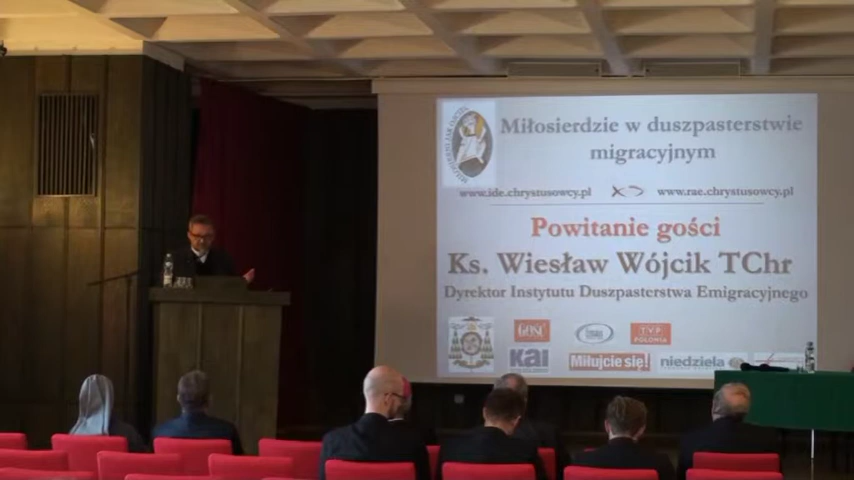 Miłosierdzie w duszpasterstwie
migracyjnym
www.ide.chrystusowcy.pl www.rae.chrystusowcy.pl
Powitanie gości
Ks. Wiesław Wójcik TChr
Dyrektor Instytutu Duszpasterstwa Emigracyjnego
GOŚĆ TVP
POLONIA
kai Miłujcie się! niedziela